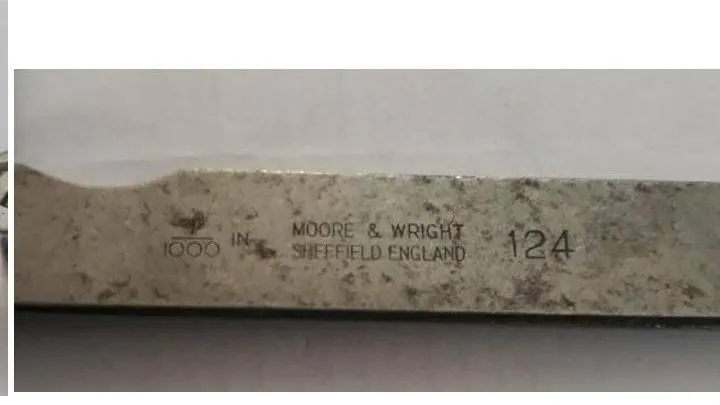 1000 IN
MOORE & WRIGHT
SHEFFIELD ENGLAND
124